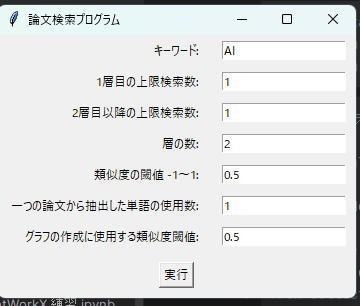 論文検索プログラム
キーワード: AI
1層目の上限検索数: 1
2層目以降の上限検索数: 1
層の数: 2
類似度の閾値 -1～1: 0.5
一つの論文から抽出した単語の使用数: 1
グラフの作成に使用する類似度閾値: 0.5
実行
tWorkX 練習.ipynb